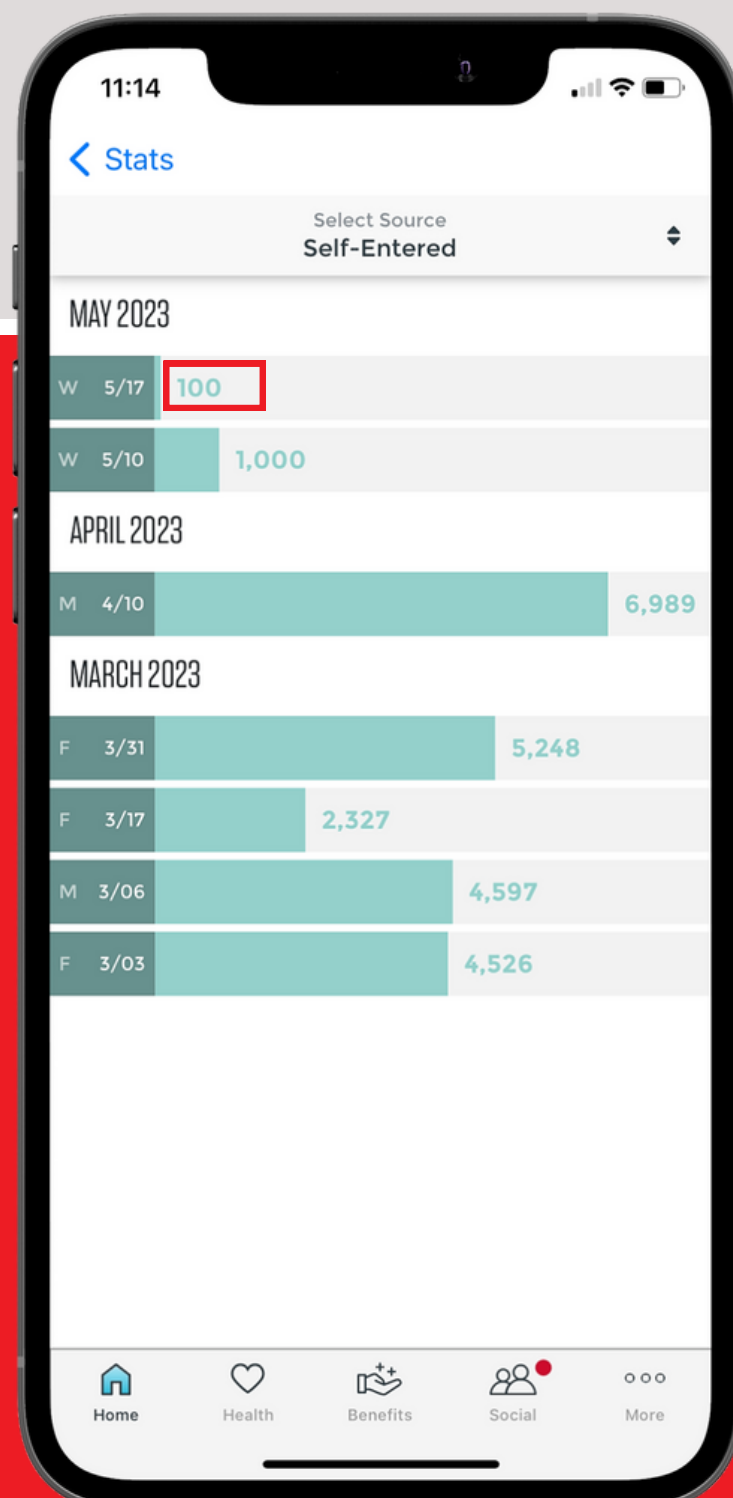 11:14
Stats
Select Source
Self-Entered
MAY 2023
W 5/17 100
W 5/10 1,000
APRIL 2023
M 4/10 6,989
MARCH 2023
F 3/31 5,248
F 3/17 2,327
M 3/06 4,597
F 3/03 4,526
Home Health Benefits Social More